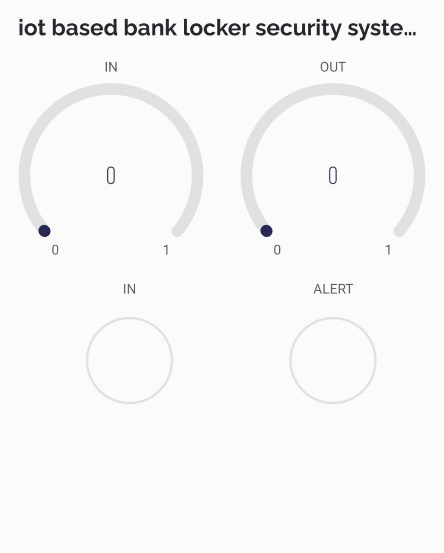 iot based bank locker security syste...
IN OUT
0 0
0 1 0 1
IN ALERT